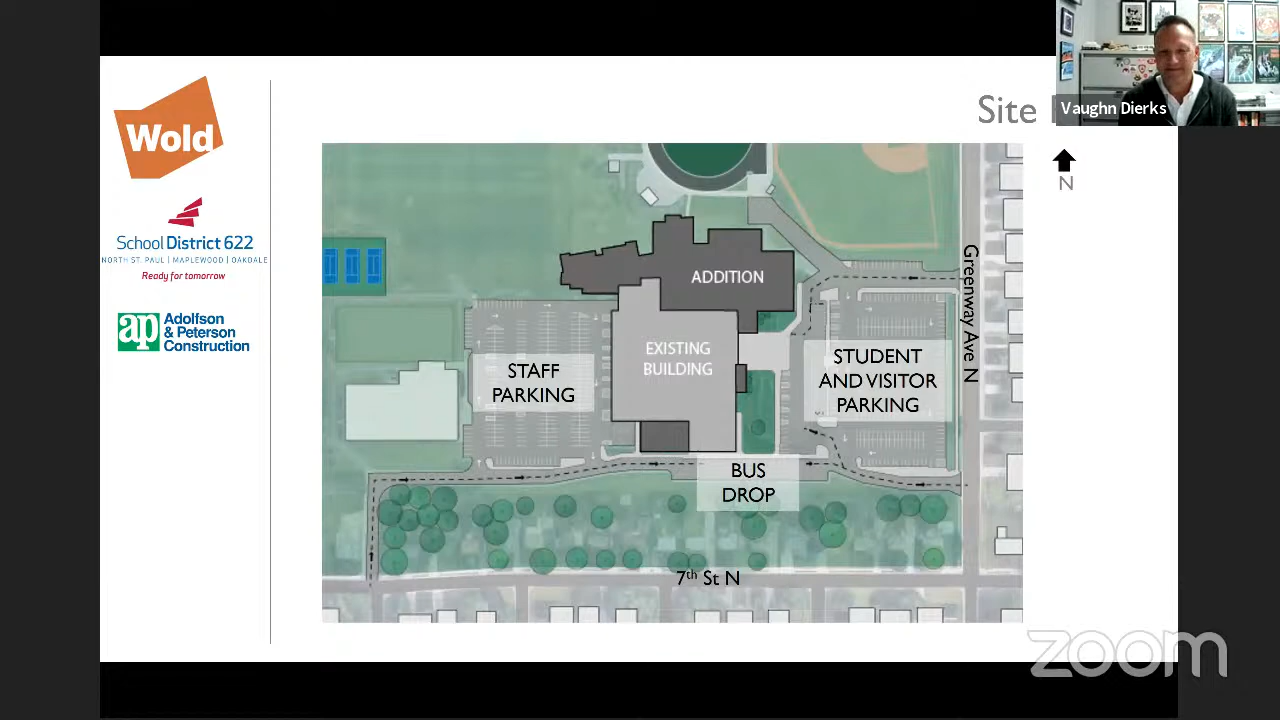 Wold
School District 622
NORTH ST. PAUL | MAPLEWOOD | OAKDALE
Ready for tomorrow
ap Adolfson
& Peterson
Construction
Site
Vaughn Dierks
N
ADDITION
EXISTING
BUILDING
STAFF
PARKING
STUDENT
AND VISITOR
PARKING
BUS
DROP
Greenway Ave N
7th St N
zoom